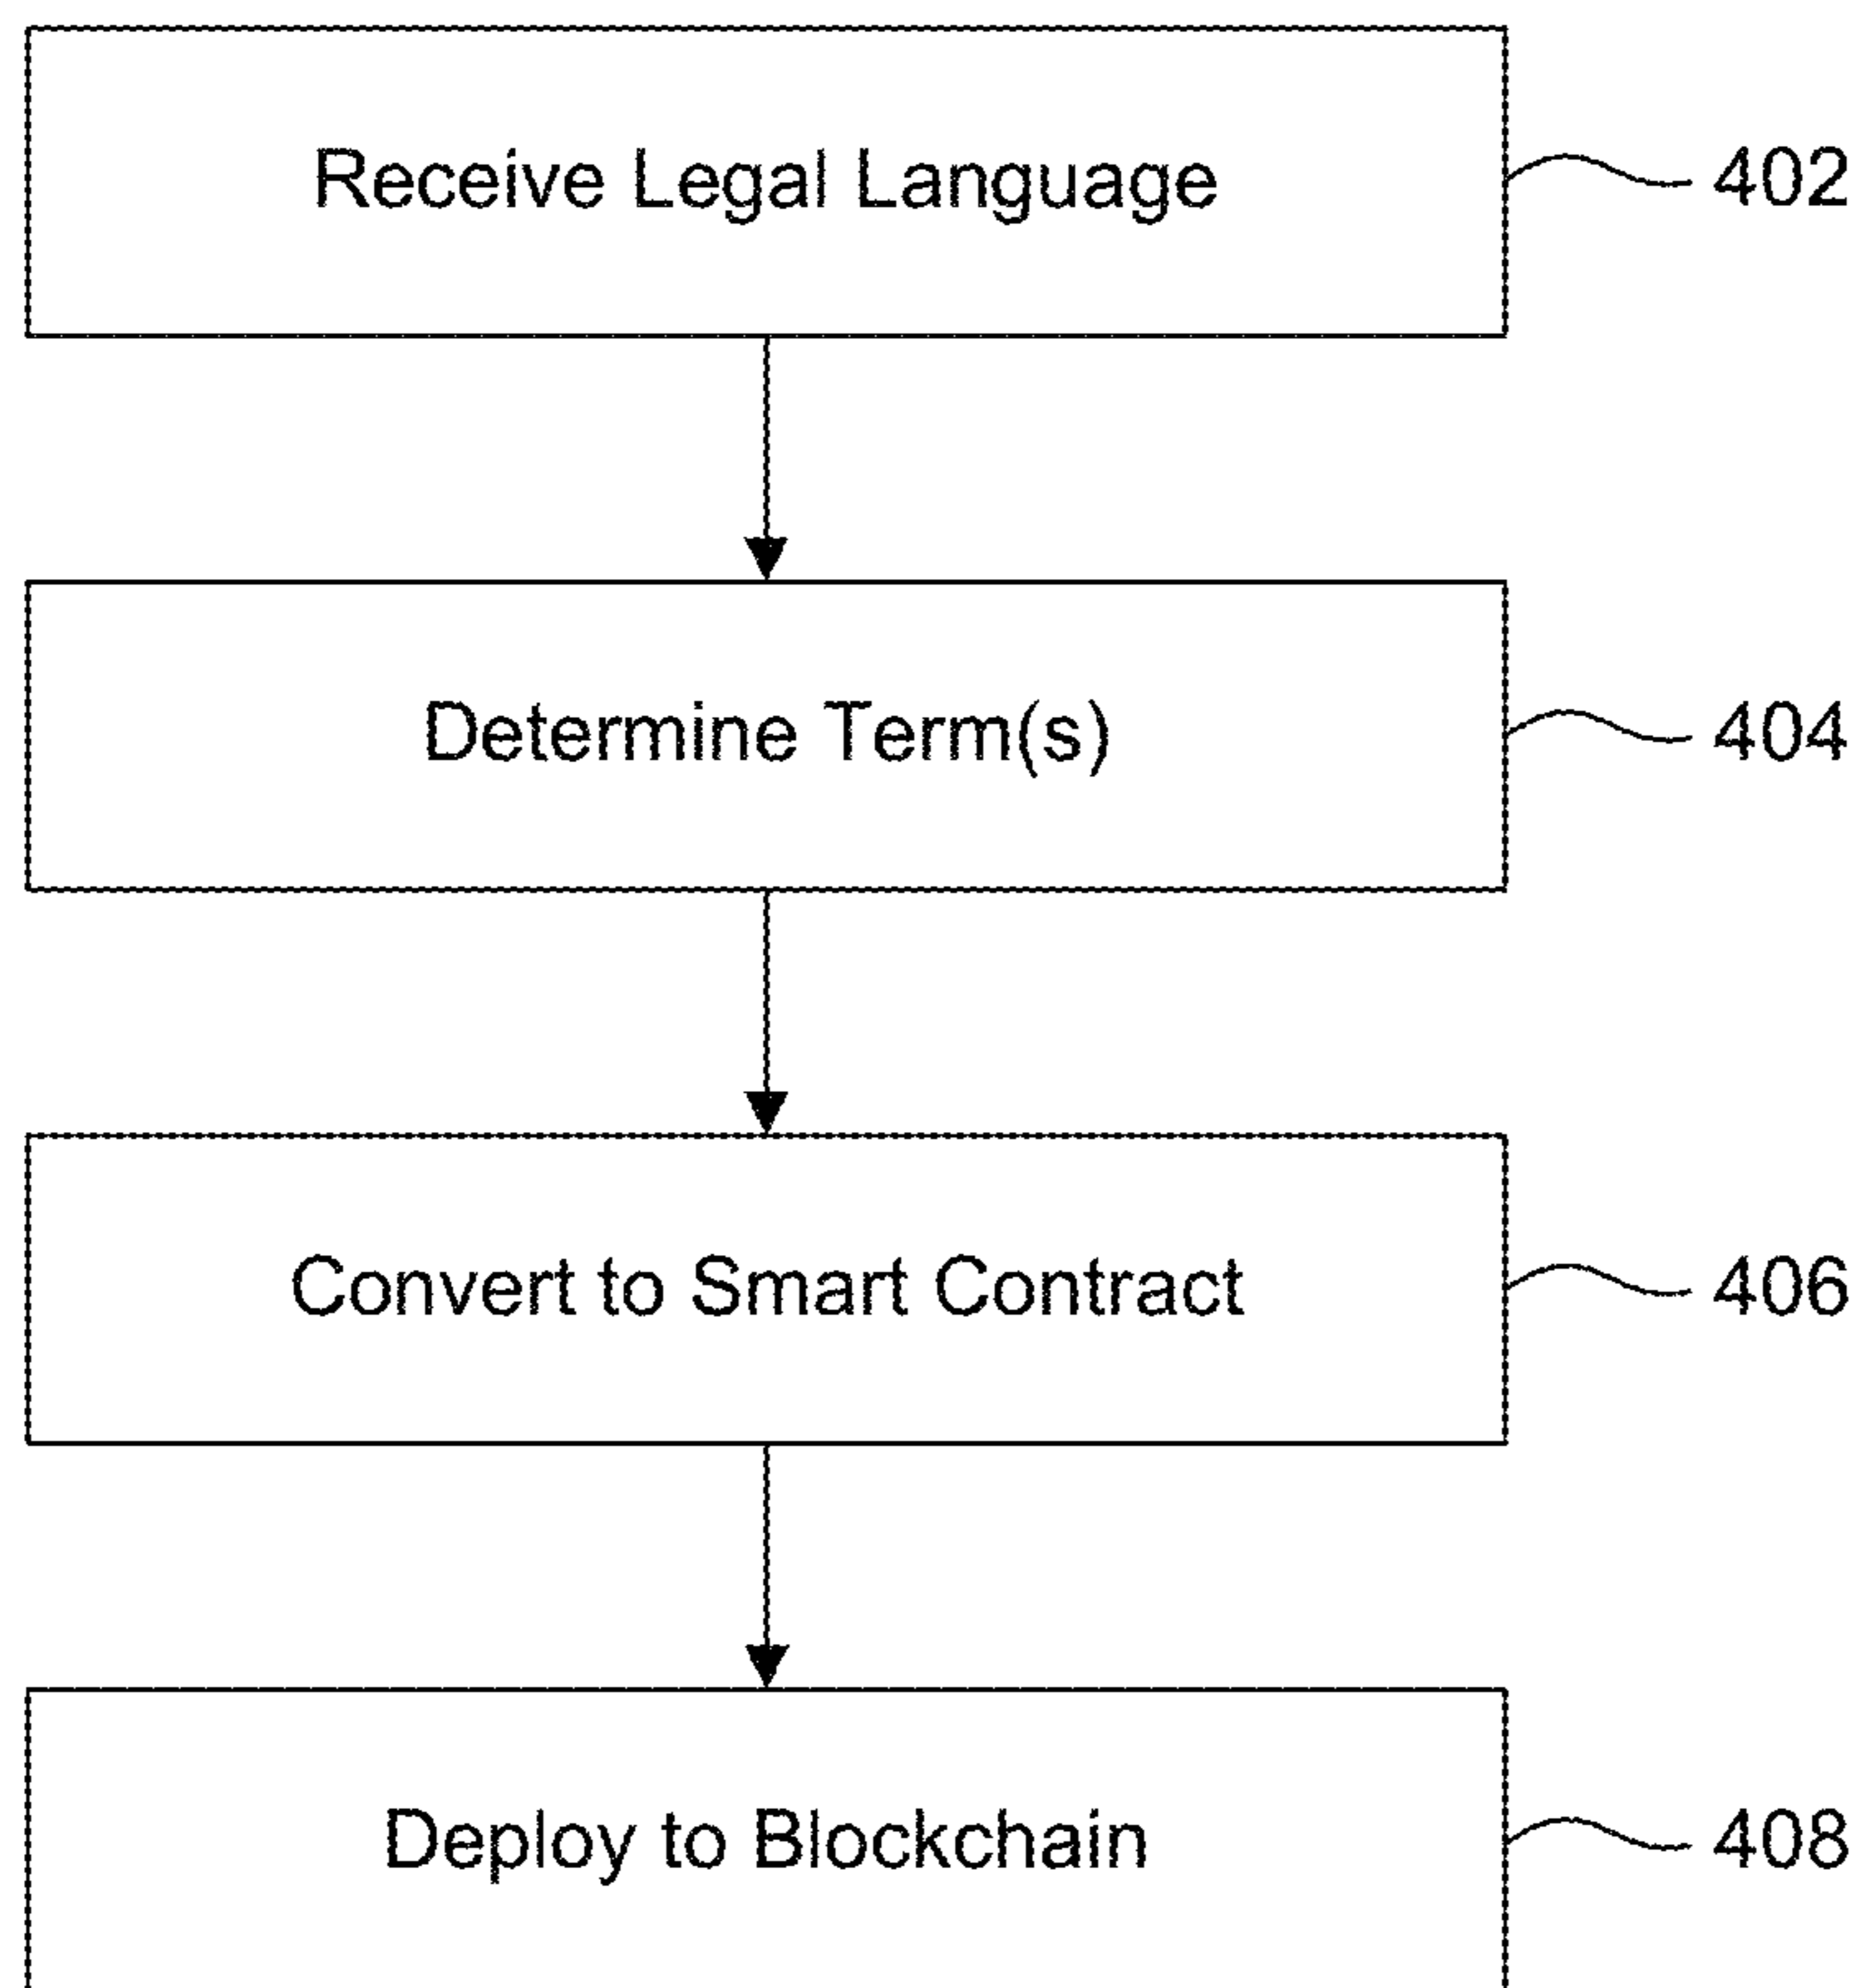 Receive Legal Language 402
Determine Term(s) 404
Convert to Smart Contract 406
Deploy to Blockchain 408